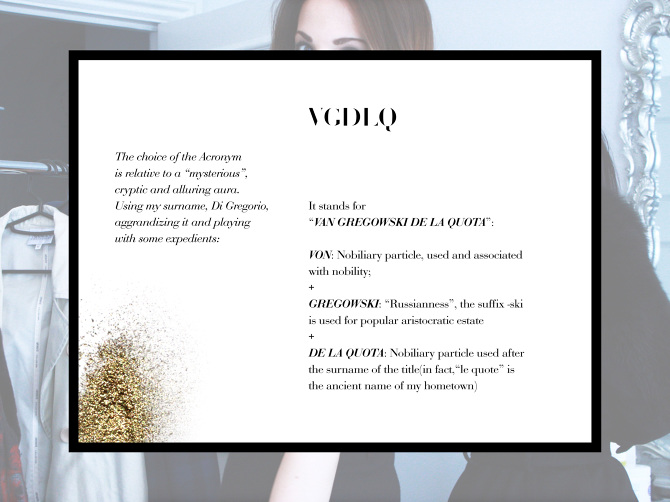 VGDLQ
The choice of the Acronym
is relative to a “mysterious”,
cryptic and alluring aura.
Using my surname, Di Gregorio,
aggrandizing it and playing
with some expedients:
It stands for
“VAN GREGOWSKI DE LA QUOTA”:
VON: Nobiliary particle, used and associated
with nobility;
+
GREGOWSKI: “Russianness”, the suffix -ski
is used for popular aristocratic estate
+
DE LA QUOTA: Nobiliary particle used after
the surname of the title(in fact,“le quote” is
the ancient name of my hometown)